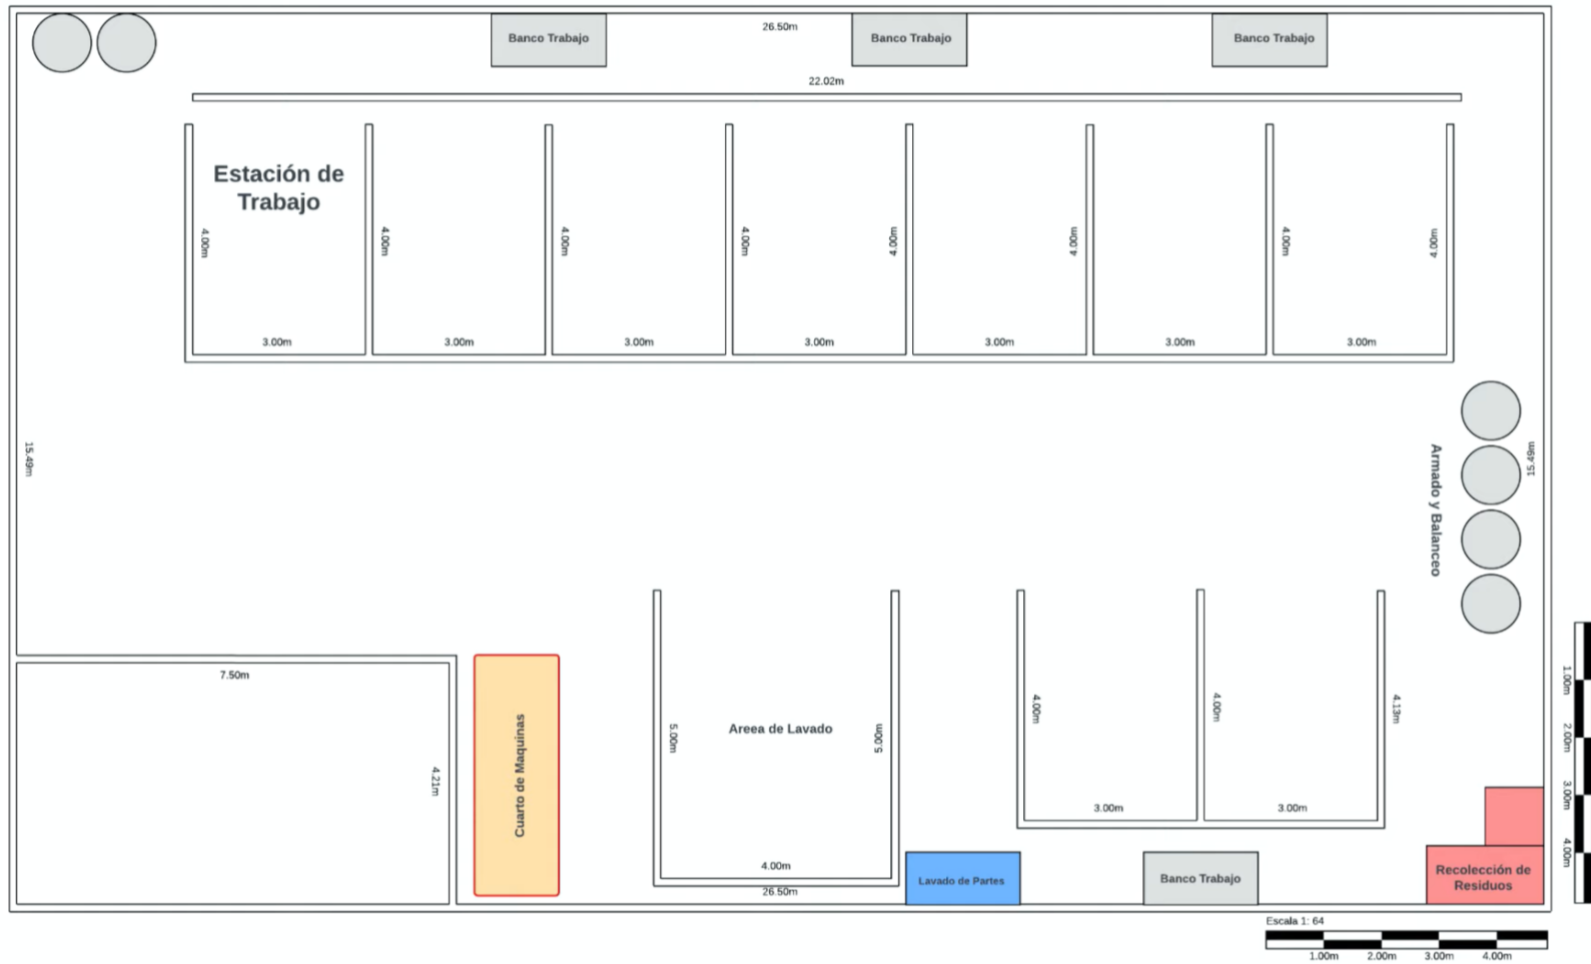 26.50m
Banco Trabajo
Banco Trabajo
Banco Trabajo
22.02m
Estación de
Trabajo
4.00m
4.00m
4.00m
4.00m
4.00m
4.00m
4.00m
4.00m
3.00m
3.00m
3.00m
3.00m
3.00m
3.00m
3.00m
15.49m
Armado y Balanceo
15.49m
7.50m
4.21m
Cuarto de Maquinas
5.00m
Areea de Lavado
5.00m
4.00m
26.50m
4.00m
4.00m
4.13m
3.00m
3.00m
Lavado de Partes
Banco Trabajo
Recolección de
Residuos
1.00m
2.00m
3.00m
4.00m
Escala 1: 64
1.00m
2.00m
3.00m
4.00m